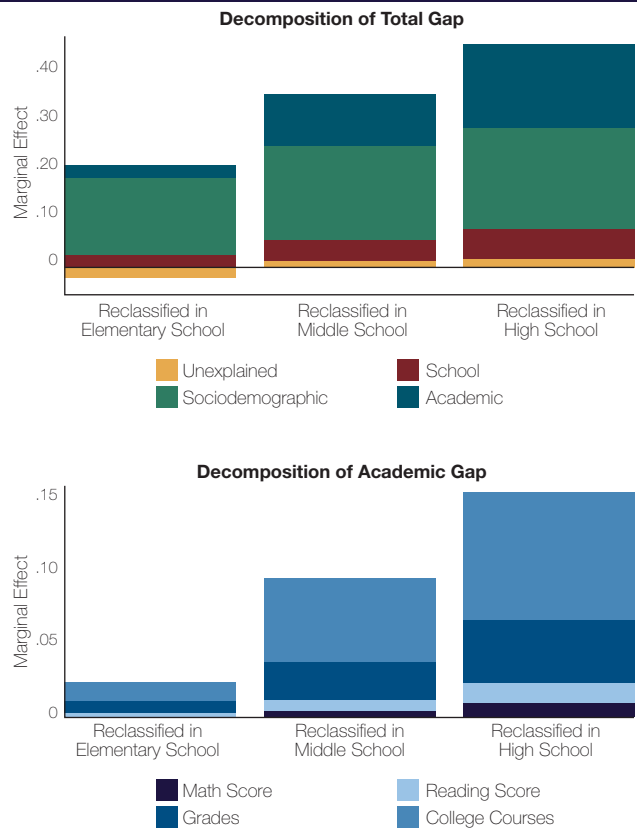 Decomposition of Total Gap
.40
.30
.20
.10
0
Marginal Effect
Reclassified in
Elementary School
Reclassified in
Middle School
Reclassified in
High School
Unexplained
School
Sociodemographic
Academic
Decomposition of Academic Gap
.15
.10
.05
0
Marginal Effect
Reclassified in
Elementary School
Reclassified in
Middle School
Reclassified in
High School
Math Score
Reading Score
Grades
College Courses